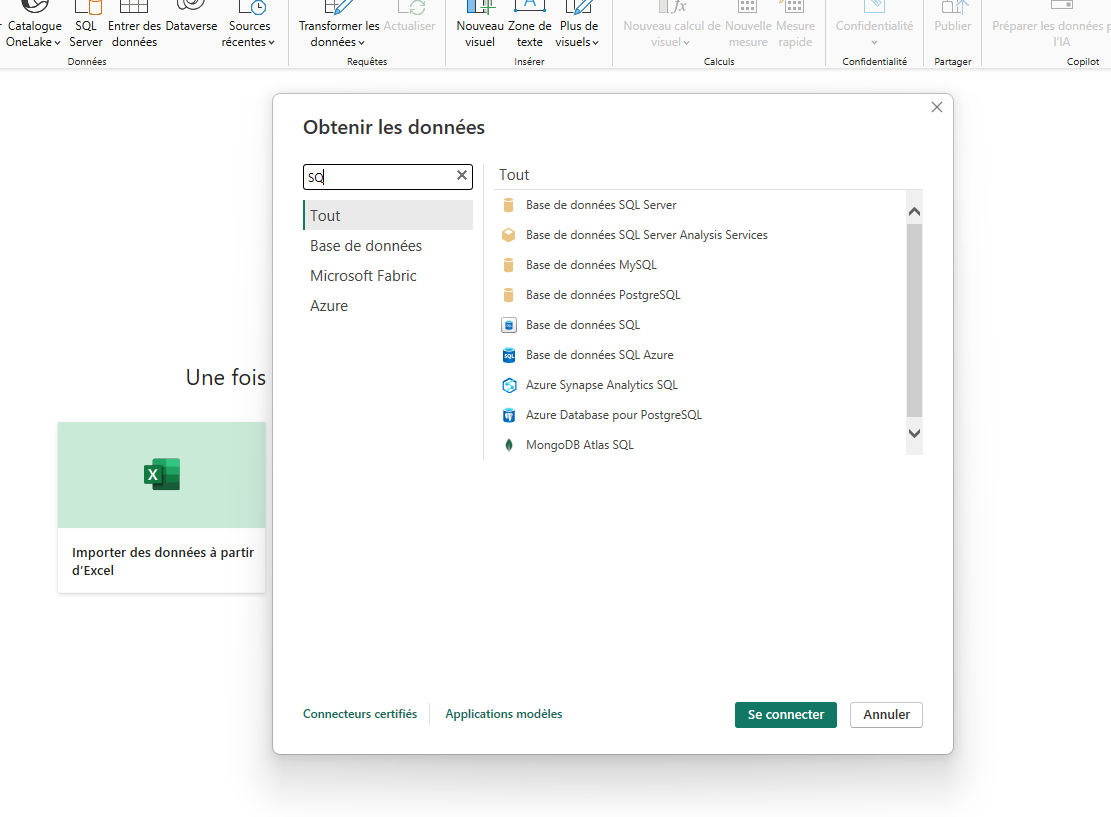 Catalogue SQL Entrer des Dataverse Sources
OneLake Server données récentes
Données
Transformer les Actualiser
données
Requêtes
Nouveau Zone de Plus de
visuel texte visuels
Insérer
Nouveau calcul de Nouvelle Mesure
visuel mesure rapide
Calculs
Confidentialité
Confidentialité
Publier
Partager
Préparer les données p
l'IA
Copilot
Obtenir les données
SQ
Tout
Base de données
Microsoft Fabric
Azure
Tout
Base de données SQL Server
Base de données SQL Server Analysis Services
Base de données MySQL
Base de données PostgreSQL
Base de données SQL
Base de données SQL Azure
Azure Synapse Analytics SQL
Azure Database pour PostgreSQL
MongoDB Atlas SQL
Une fois
Importer des données à partir
d'Excel
Connecteurs certifiés
Applications modèles
Se connecter
Annuler